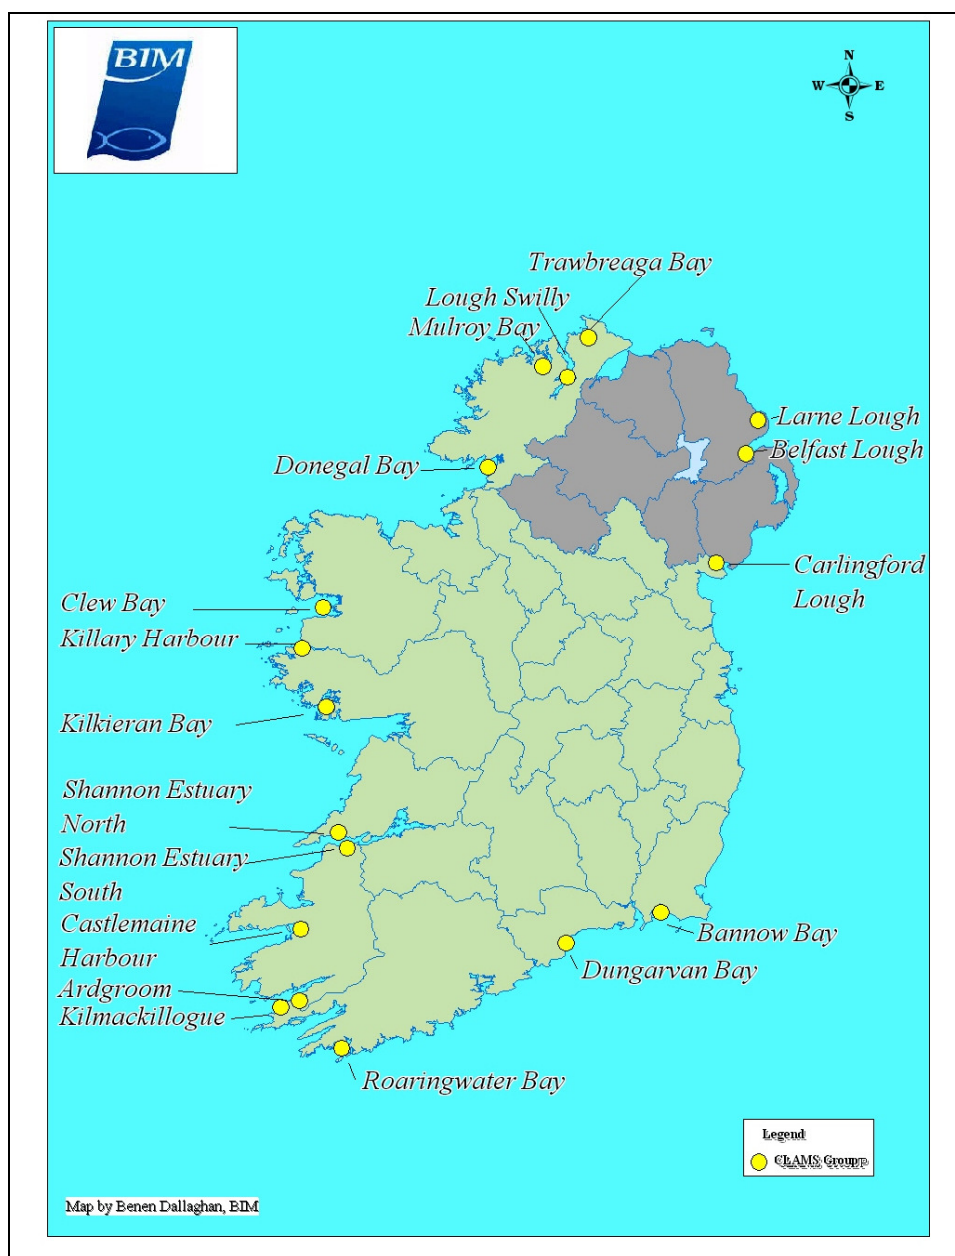 BIM
N
W E
S
Trawbreaga Bay
Lough Swilly
Mulroy Bay
Larne Lough
Belfast Lough
Donegal Bay
Carlingford
Lough
Clew Bay
Killary Harbour
Kilkieran Bay
Shannon Estuary
North
Shannon Estuary
South
Castlemaine
Harbour
Bannow Bay
Dungarvan Bay
Ardgroom
Kilmackillogue
Roaringwater Bay
Legend
CLAMS Group
Map by Benen Dallaghan, BIM